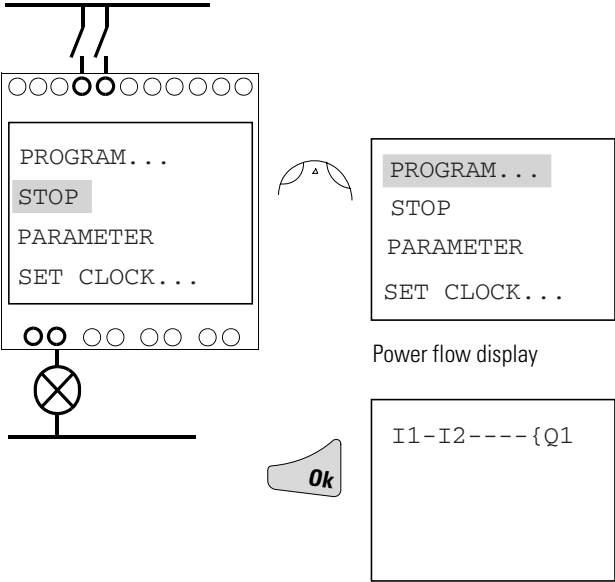 PROGRAM...
STOP
PARAMETER
SET CLOCK...
PROGRAM...
STOP
PARAMETER
SET CLOCK...
Power flow display
Ok
I1-I2----{Q1